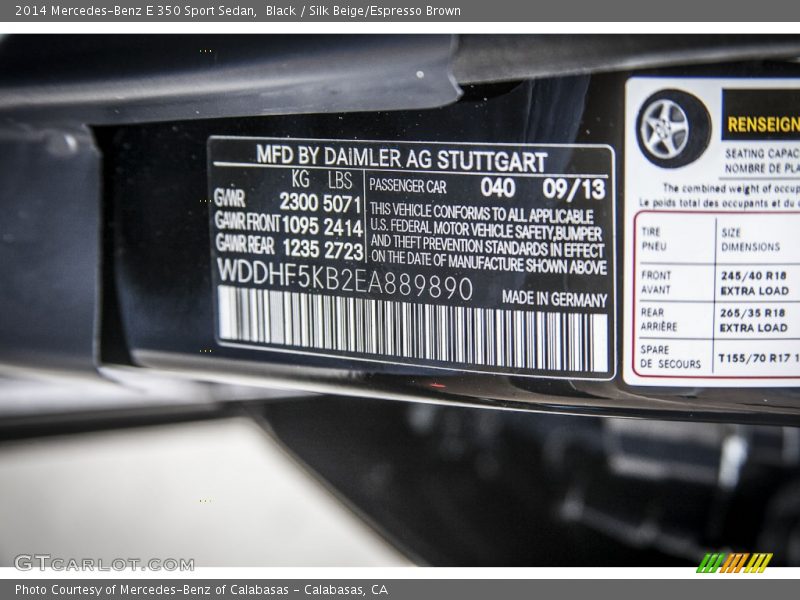 2014 Mercedes-Benz E 350 Sport Sedan,  Black / Silk Beige/Espresso Brown
MFD BY DAiMLER AG STUTTGART
KG LBS
GVWR 2300 5071
GAWR FRONT 1095 2414
GAWR REAR 1235 2723
PASSENGER CAR 040 09/13
THIS VEHICLE CONFORMS TO ALL APPLICABLE
U.S. FEDERAL MOTOR VEHICLE SAFETY, BUMPER
AND THEFT PREVENTION STANDARDS IN EFFECT
ON THE DATE OF MANUFACTURE SHOWN ABOVE
WDDHF5KB2EA889890
MADE IN GERMANY
RENSEIGN
SEATING CAPAC
NOMBRE DE PLA
The combined weight of occup
Le poids total des occupants et du
TIRE SIZE
PNEU DIMENSIONS
FRONT 245/40 R18
AVANT EXTRA LOAD
REAR 265/35 R18
ARRIÈRE EXTRA LOAD
SPARE
DE SECOURS T155/70 R17 1
GTCARLOT.COM
Photo Courtesy of Mercedes-Benz of Calabasas - Calabasas, CA